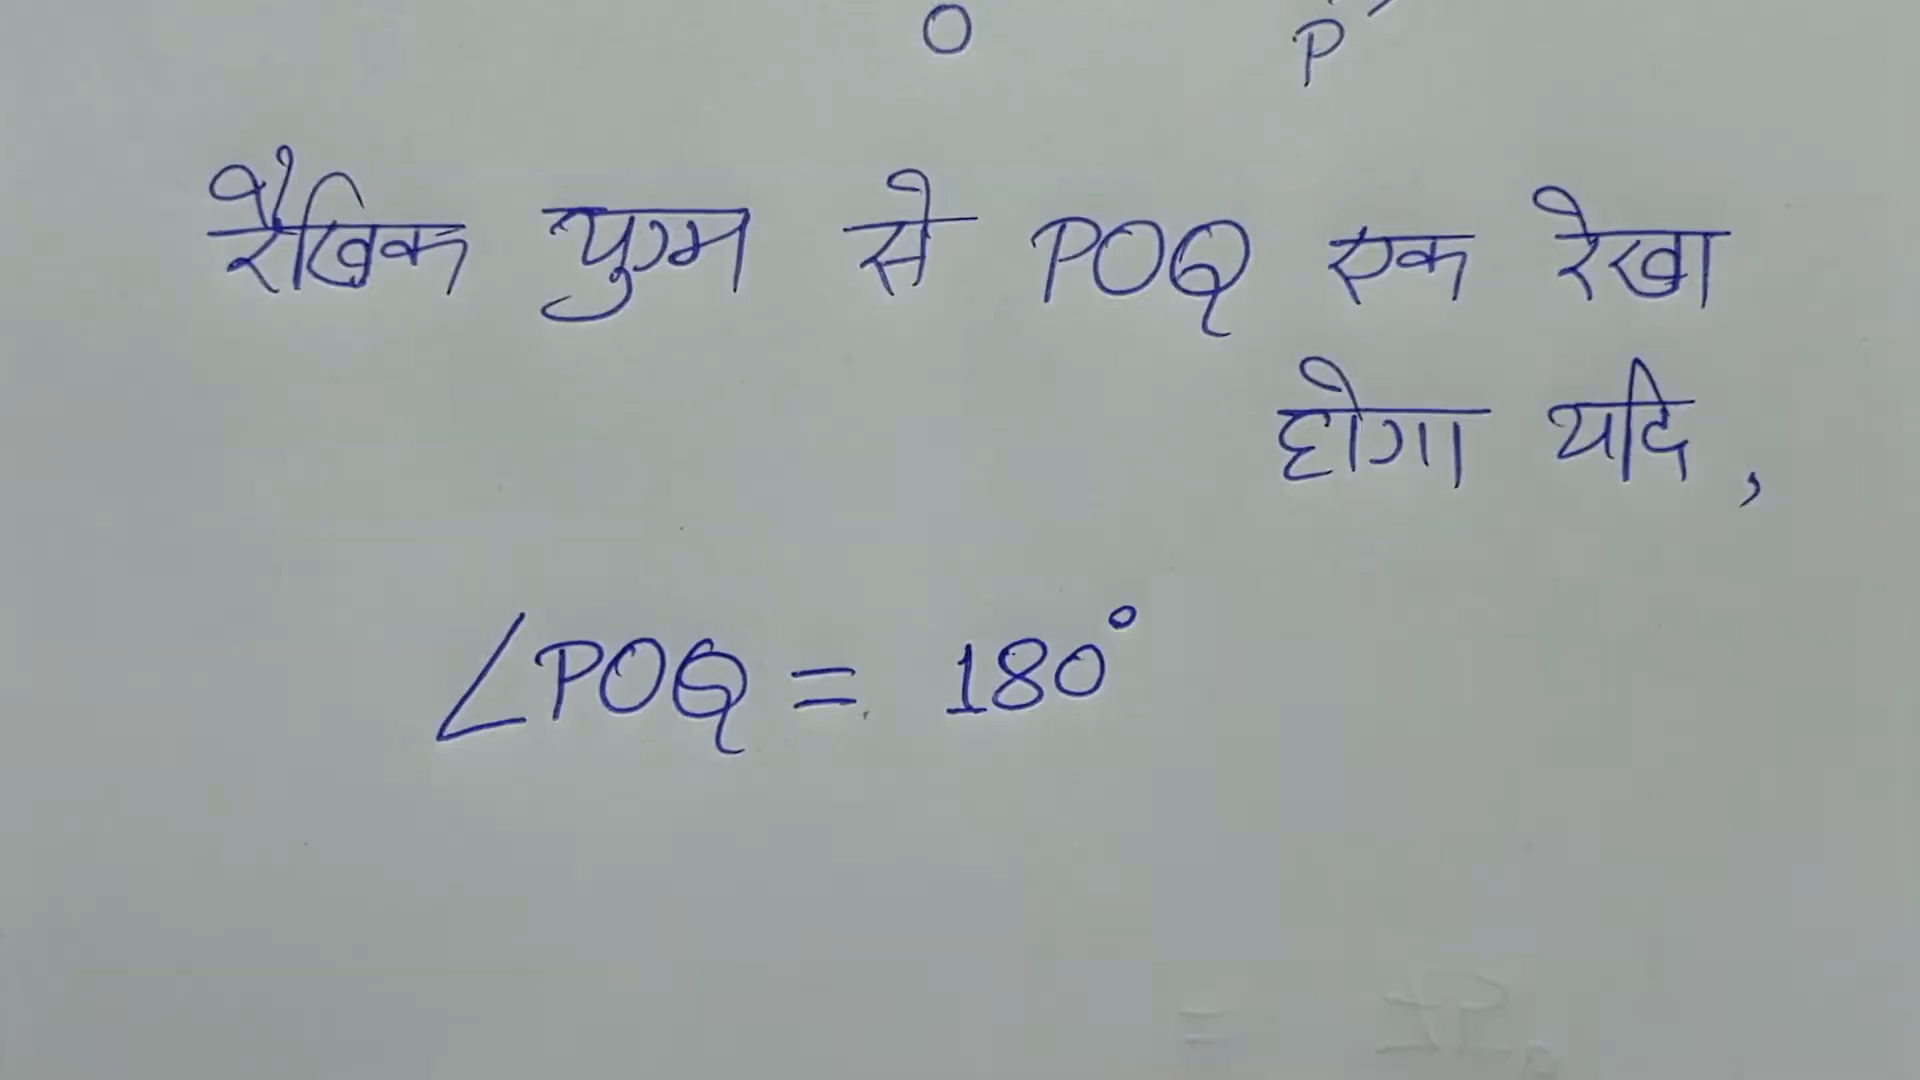 O P
रैखिक युग्म से POQ एक रेखा
होगा यदि,
∠POQ = 180°